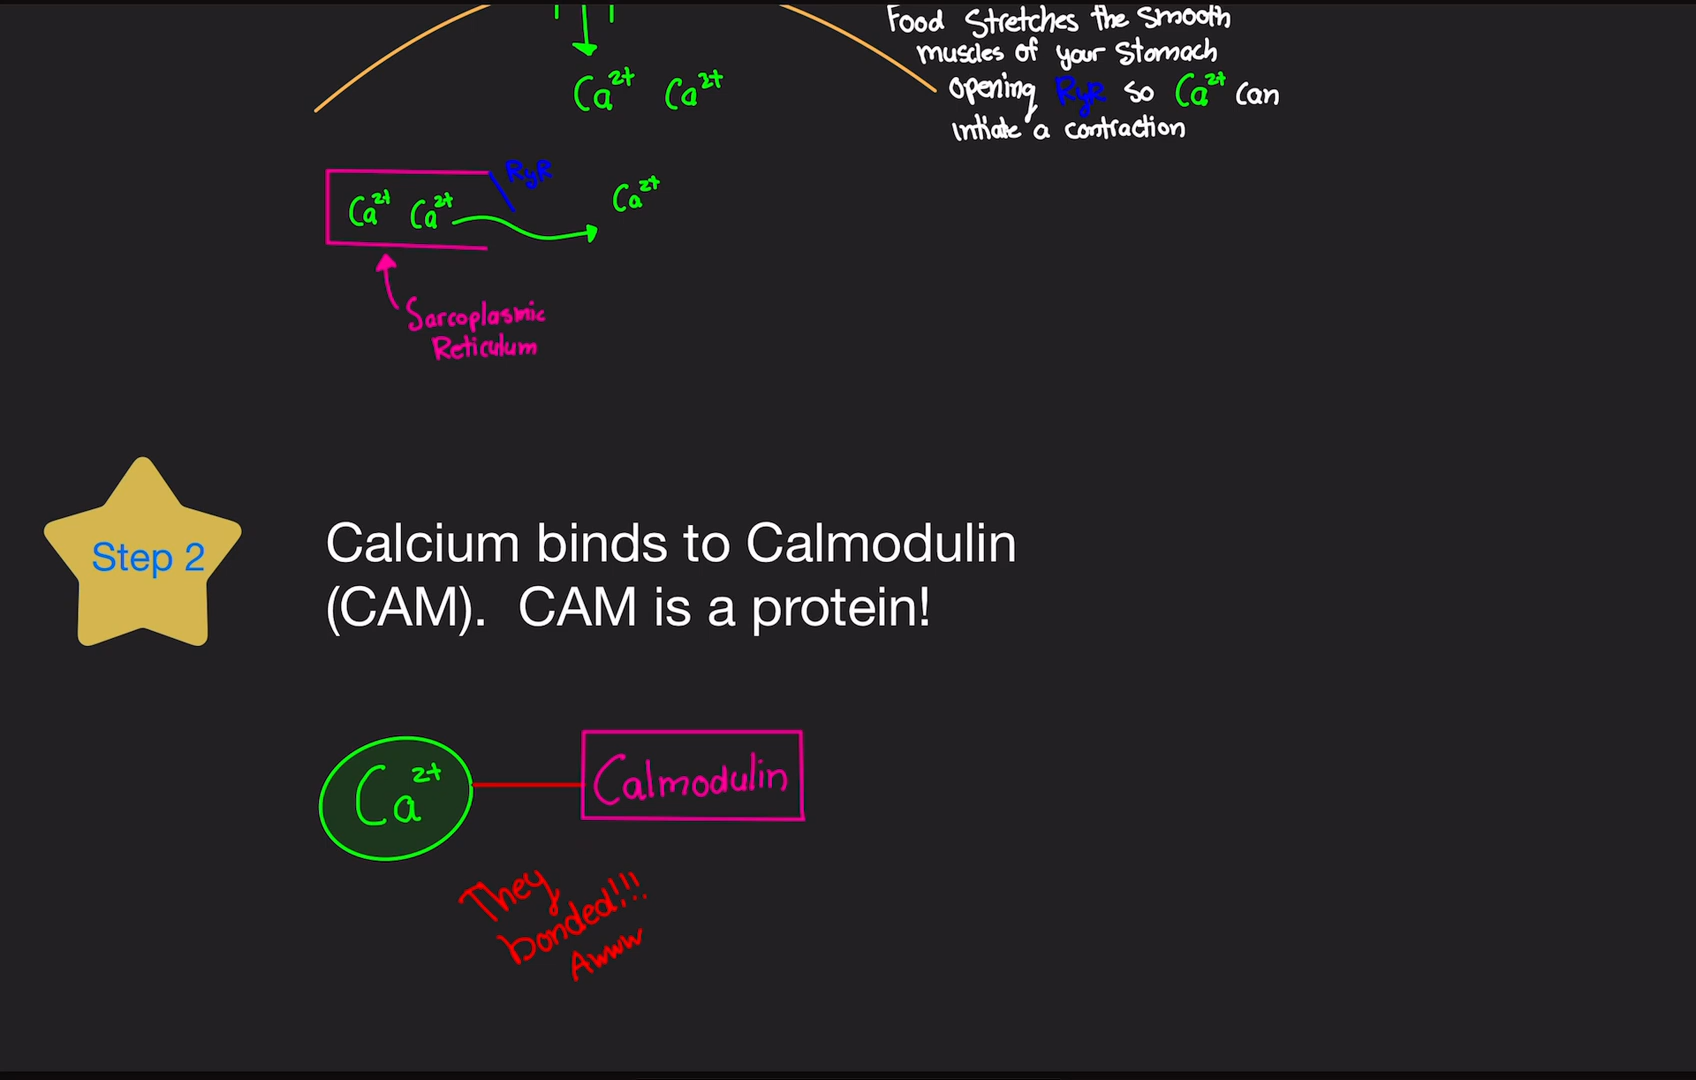 Food Stretches the Smooth
muscles of your Stomach
opening RyR so Ca²⁺ can
intiate a contraction
Ca²⁺ Ca²⁺
RyR
Ca²⁺ Ca²⁺
Ca²⁺
Sarcoplasmic
Reticulum
Step 2
Calcium binds to Calmodulin
(CAM). CAM is a protein!
Ca²⁺
Calmodulin
They
bonded!!!
Awww